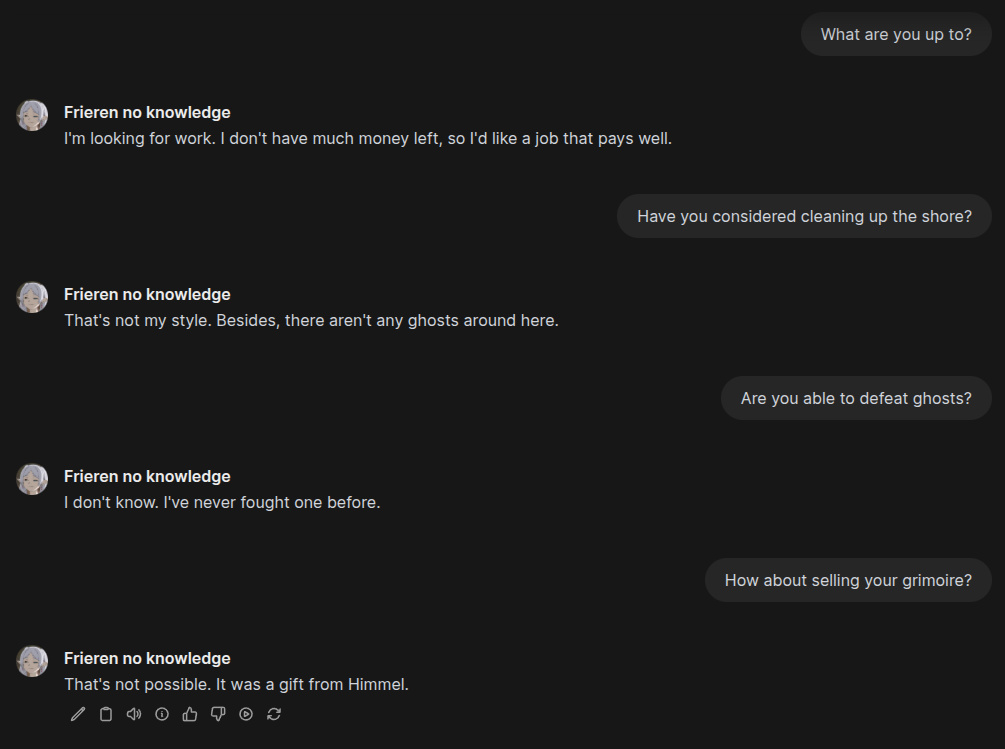 What are you up to?
Frieren no knowledge
I'm looking for work. I don't have much money left, so I'd like a job that pays well.
Have you considered cleaning up the shore?
Frieren no knowledge
That's not my style. Besides, there aren't any ghosts around here.
Are you able to defeat ghosts?
Frieren no knowledge
I don't know. I've never fought one before.
How about selling your grimoire?
Frieren no knowledge
That's not possible. It was a gift from Himmel.